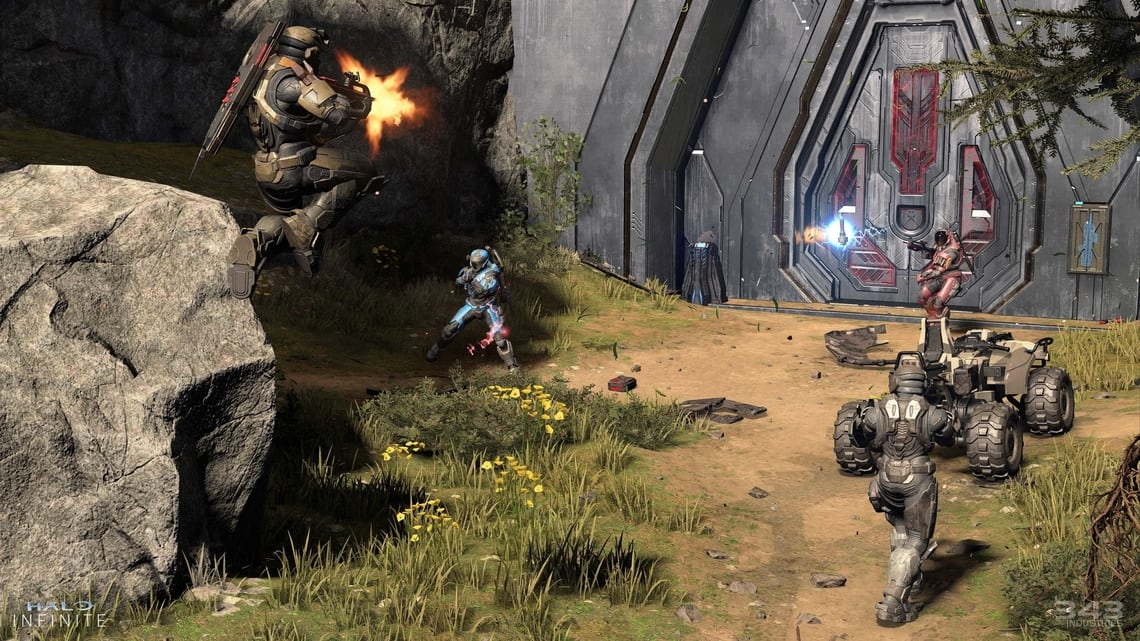 HALO
INFINITE
343
INDUSTRIES